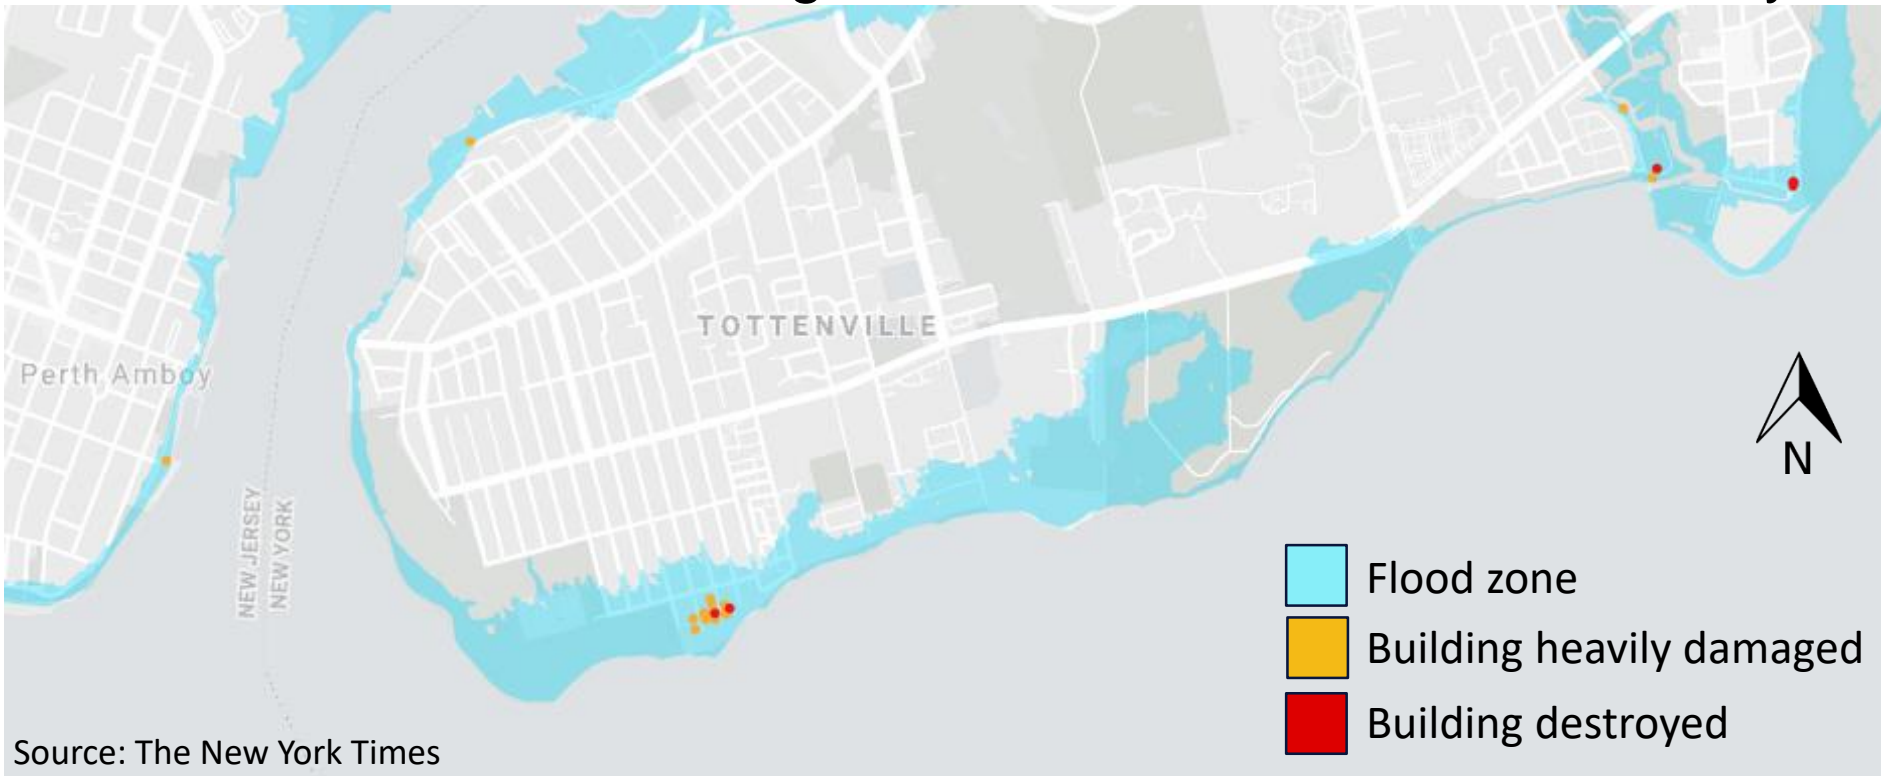 TOTTENVILLE
Perth Amboy
NEW JERSEY
NEW YORK
N
Flood zone
Building heavily damaged
Building destroyed
Source: The New York Times